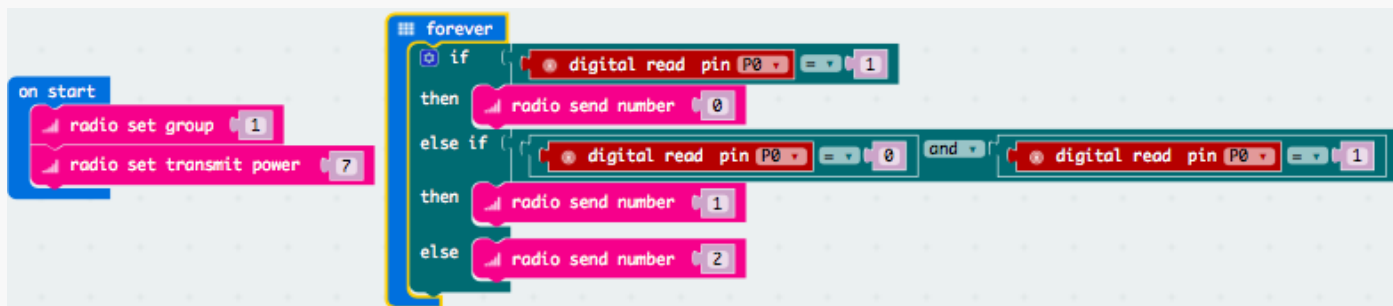 on start
radio set group 1
radio set transmit power 7
forever
if digital read pin P0 = 1
then radio send number 0
else if digital read pin P0 = 0 and digital read pin P0 = 1
then radio send number 1
else radio send number 2